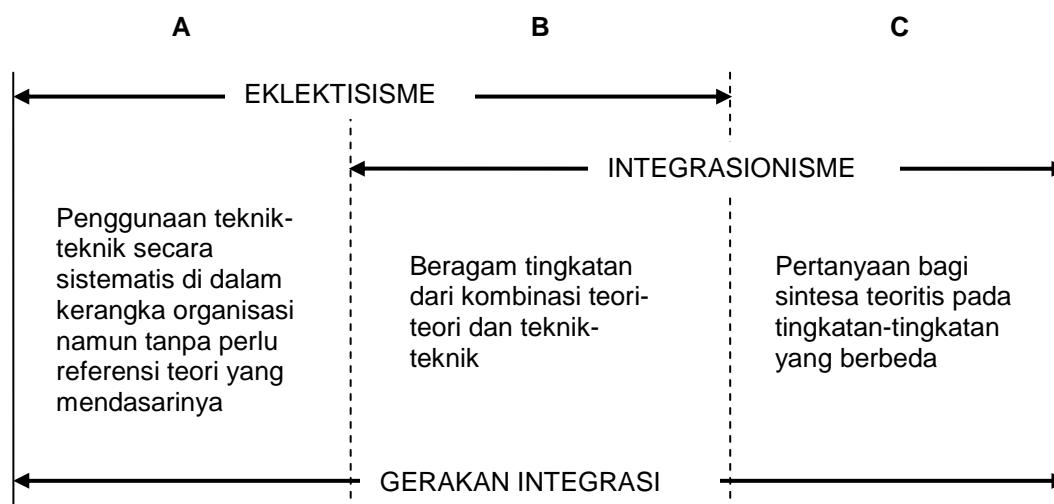 A B C
EKLEKTISISME
INTEGRASIONISME
Penggunaan teknik-
teknik secara
sistematis di dalam
kerangka organisasi
namun tanpa perlu
referensi teori yang
mendasarinya
Beragam tingkatan
dari kombinasi teori-
teori dan teknik-
teknik
Pertanyaan bagi
sintesa teoritis pada
tingkatan-tingkatan
yang berbeda
GERAKAN INTEGRASI